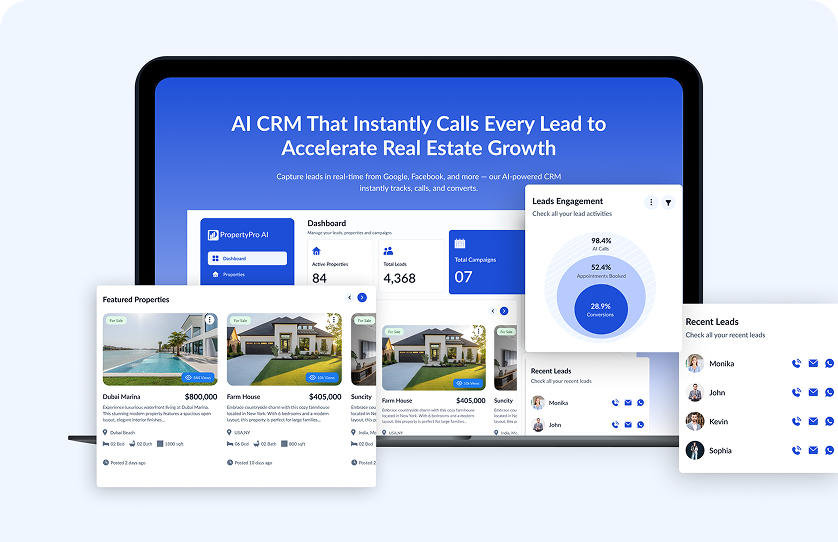 AI CRM That Instantly Calls Every Lead to
Accelerate Real Estate Growth
Capture leads in real-time from Google, Facebook, and more — our AI-powered CRM
instantly tracks, calls, and converts.
PropertyPro AI
Dashboard
Properties
Dashboard
Manage your leads, properties and campaigns
Active Properties
84
Total Leads
4,368
Total Campaigns
07
Leads Engagement
Check all your lead activities
98.4%
AI Calls
52.4%
Appointments Booked
28.9%
Conversions
Featured Properties
For Sale
Dubai Marina
$800,000
Experience luxurious waterfront living at Dubai Marina.
This stunning modern property features a spacious open
layout, elegant interior finishes...
Dubai Beach
02 Bed
02 Bath
1000 sqft
Posted 2 days ago
For Sale
10k Views
Farm House
$405,000
Embrace countryside charm with this cozy farmhouse
located in New York. With 6 bedrooms and a modern
layout, this property is perfect for large families...
USA,NY
06 Bed
02 Bath
800 sqft
Posted 10 days ago
For Sale
Suncity
Embrace co
located in N
layout, this
India, M
02 Bed
Posted 2
For Sale
10k Views
Farm House
$405,000
Embrace countryside charm with this cozy farmhouse
located in New York. With 6 bedrooms and a modern
layout, this property is perfect for large families...
USA,NY
For Sale
Suncity
Recent Leads
Check all your recent leads
Monika
John
Recent Leads
Check all your recent leads
Monika
John
Kevin
Sophia